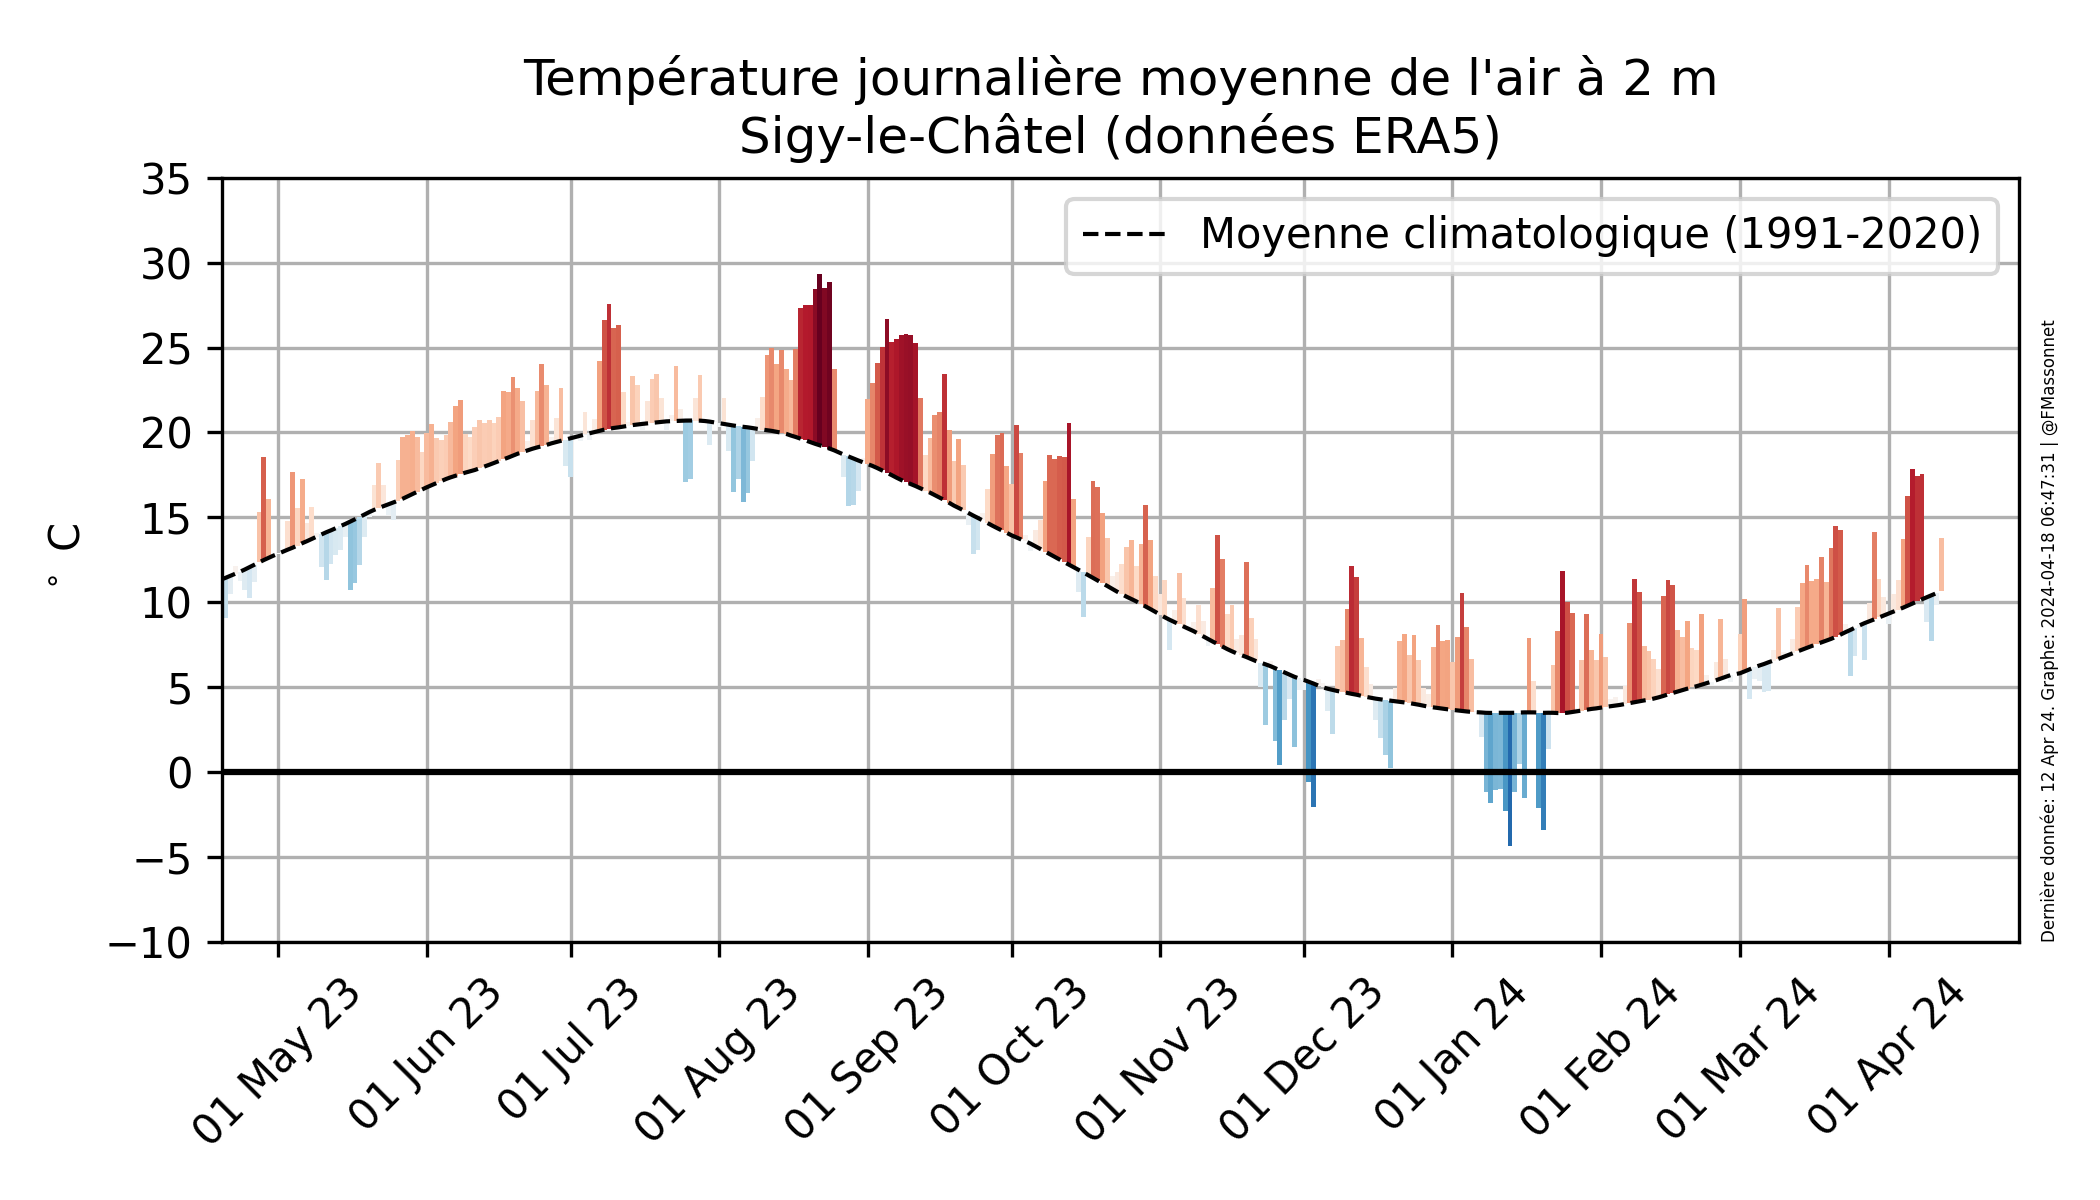 Température journalière moyenne de l'air à 2 m
Sigy-le-Châtel (données ERA5)
Moyenne climatologique (1991-2020)
° C
35
30
25
20
15
10
5
0
−5
−10
01 May 23
01 Jun 23
01 Jul 23
01 Aug 23
01 Sep 23
01 Oct 23
01 Nov 23
01 Dec 23
01 Jan 24
01 Feb 24
01 Mar 24
01 Apr 24
Dernière donnée: 12 Apr 24. Graphe: 2024-04-18 06:47:31 | @FMassonnet